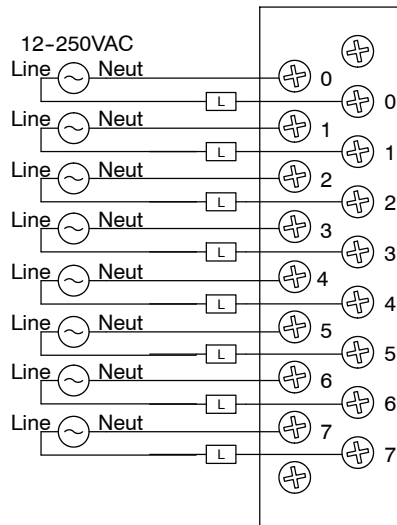 12-250VAC
Line Neut 0
L 0
Line Neut 1
L 1
Line Neut 2
L 2
Line Neut 3
L 3
Line Neut 4
L 4
Line Neut 5
L 5
Line Neut 6
L 6
Line Neut 7
L 7